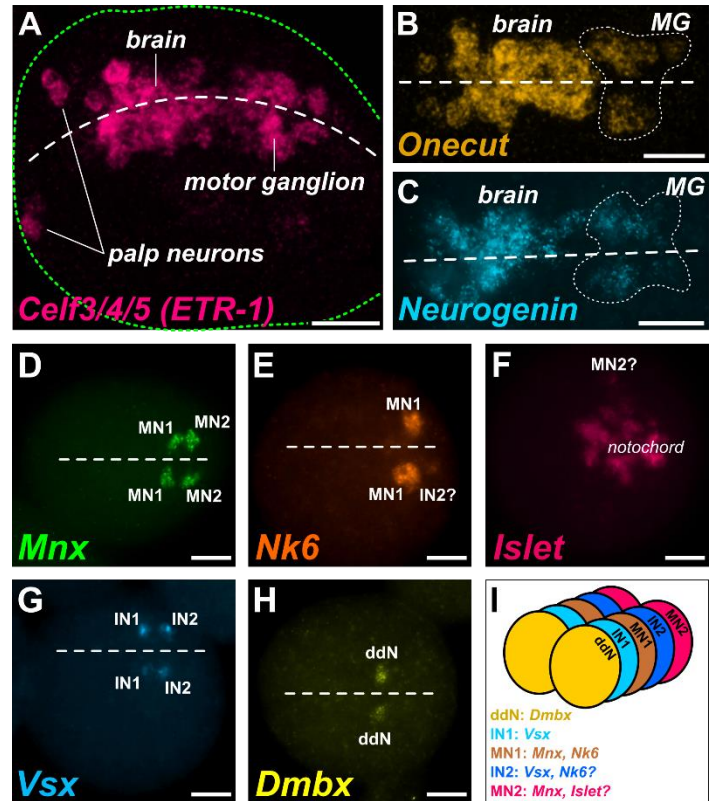 A
brain
motor ganglion
palp neurons
Celf3/4/5 (ETR-1)
B
MG
Onecut
C
brain
MG
Neurogenin
D
MN1
MN2
MN1
MN2
Mnx
E
MN1
MN1
IN2?
Nk6
F
MN2?
notochord
Islet
G
IN1
IN2
IN1
IN2
Vsx
H
ddN
ddN
Dmbx
I
ddN
IN1
MN1
IN2
MN2
ddN: Dmbx
IN1: Vsx
MN1: Mnx, Nk6
IN2: Vsx, Nk6?
MN2: Mnx, Islet?